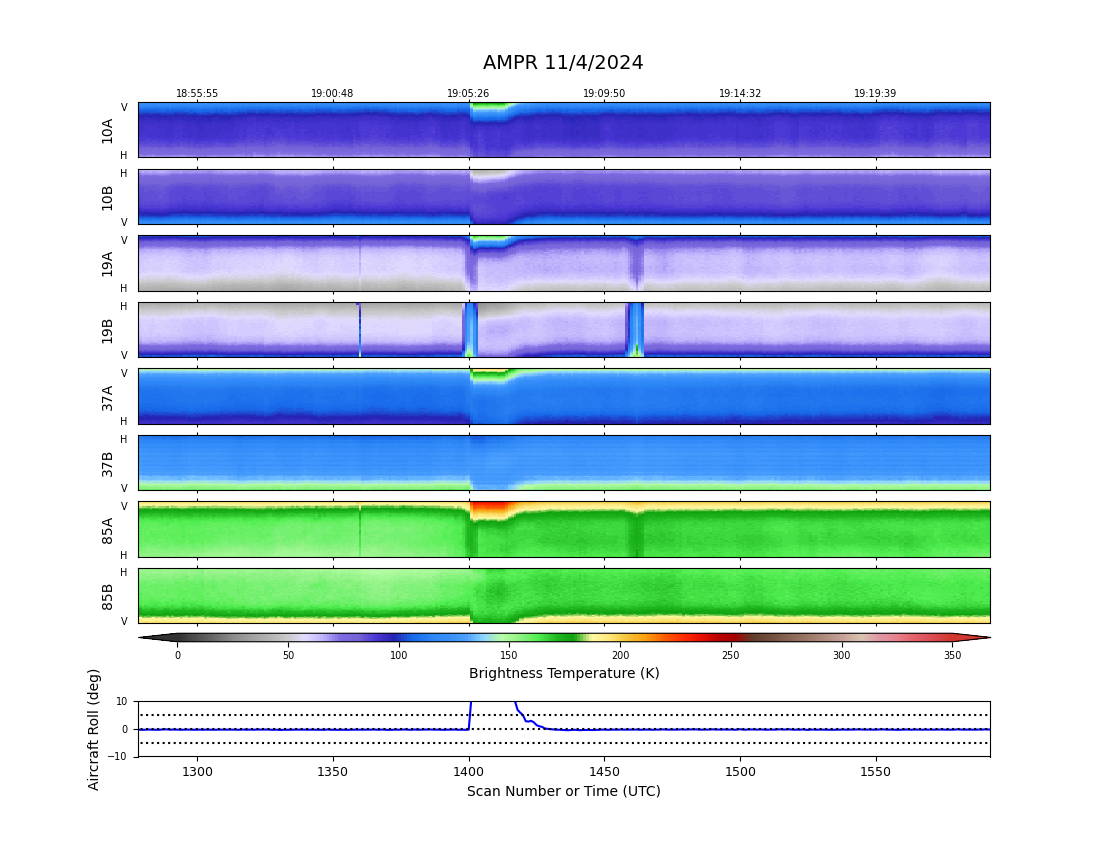 AMPR 11/4/2024
18:55:55 19:00:48 19:05:26 19:09:50 19:14:32 19:19:39
V
10A
H
H
10B
V
V
19A
H
H
19B
V
V
37A
H
H
37B
V
V
85A
H
H
85B
V
0 50 100 150 200 250 300 350
Brightness Temperature (K)
Aircraft Roll (deg)
10
0
−10
1300 1350 1400 1450 1500 1550
Scan Number or Time (UTC)